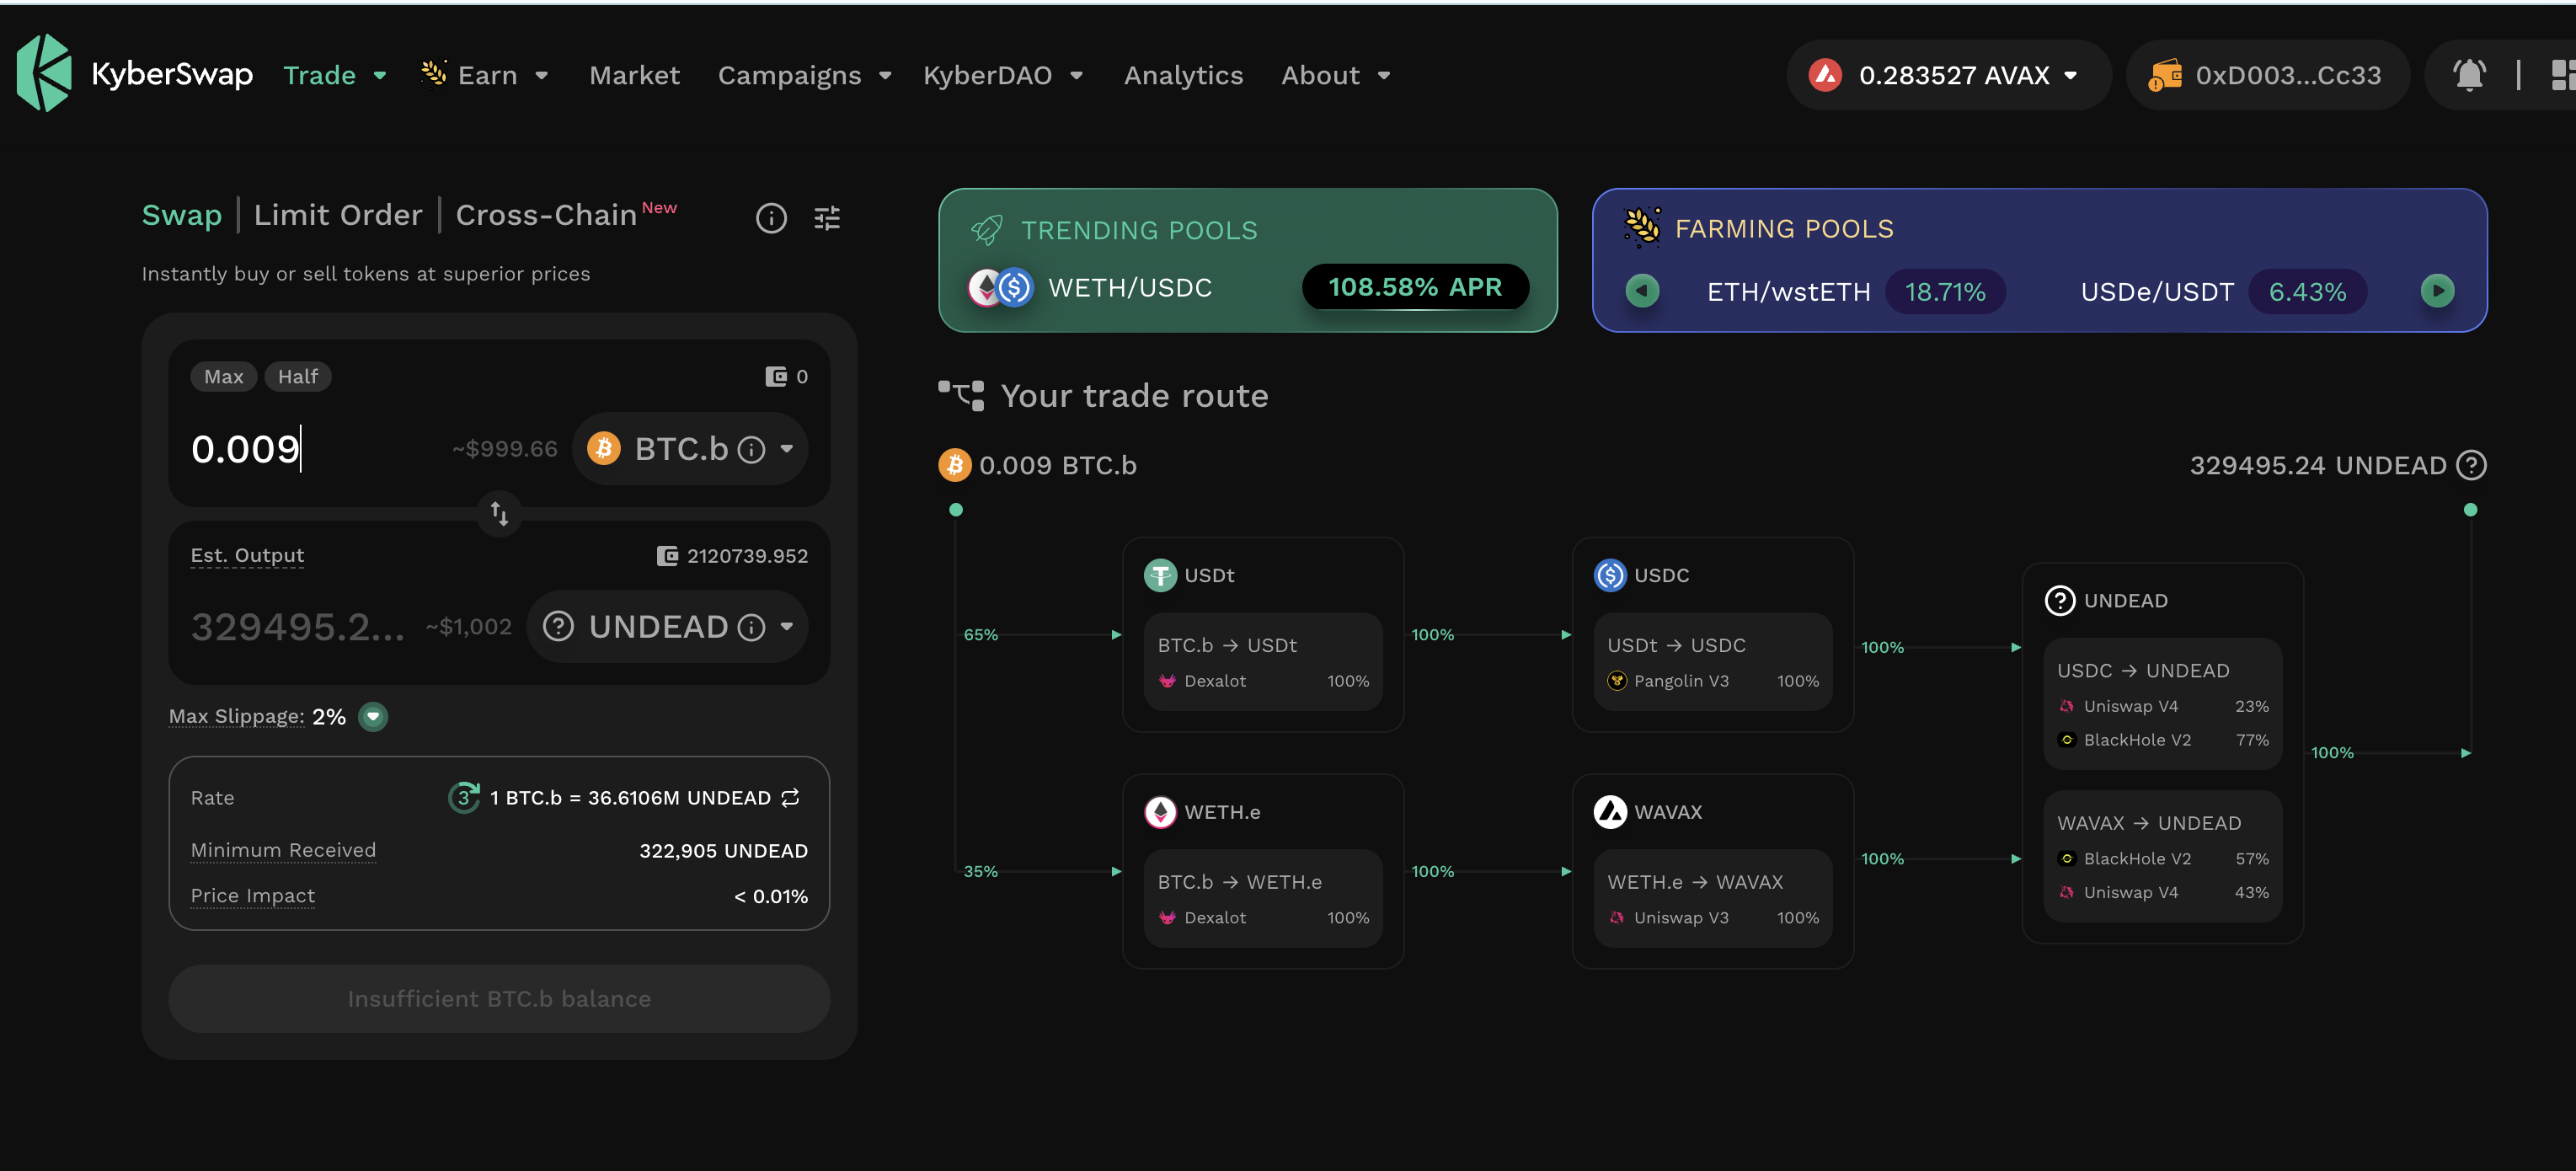 KyberSwap Trade Earn Market Campaigns KyberDAO Analytics About 0.283527 AVAX 0xD003...Cc33
Swap | Limit Order | Cross-Chain New
Instantly buy or sell tokens at superior prices
Max Half 0
0.009 ~$999.66 BTC.b
Est. Output 2120739.952
329495.2... ~$1,002 UNDEAD
Max Slippage: 2%
Rate 3 1 BTC.b = 36.6106M UNDEAD
Minimum Received 322,905 UNDEAD
Price Impact < 0.01%
Insufficient BTC.b balance
TRENDING POOLS
WETH/USDC 108.58% APR
FARMING POOLS
ETH/wstETH 18.71% USDe/USDT 6.43%
Your trade route
0.009 BTC.b 329495.24 UNDEAD
65%
USDt
BTC.b → USDt
Dexalot 100%
100%
USDC
USDt → USDC
Pangolin V3 100%
100%
35%
WETH.e
BTC.b → WETH.e
Dexalot 100%
100%
WAVAX
WETH.e → WAVAX
Uniswap V3 100%
100%
UNDEAD
USDC → UNDEAD
Uniswap V4 23%
BlackHole V2 77%
WAVAX → UNDEAD
BlackHole V2 57%
Uniswap V4 43%
100%